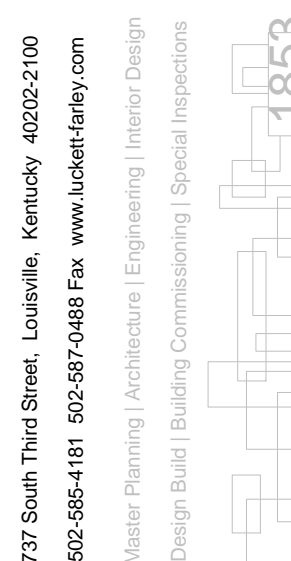 737 South Third Street, Louisville, Kentucky 40202-2100
502-585-4181 502-587-0488 Fax www.luckett-farley.com
Master Planning | Architecture | Engineering | Interior Design
Design Build | Building Commissioning | Special Inspections
1853